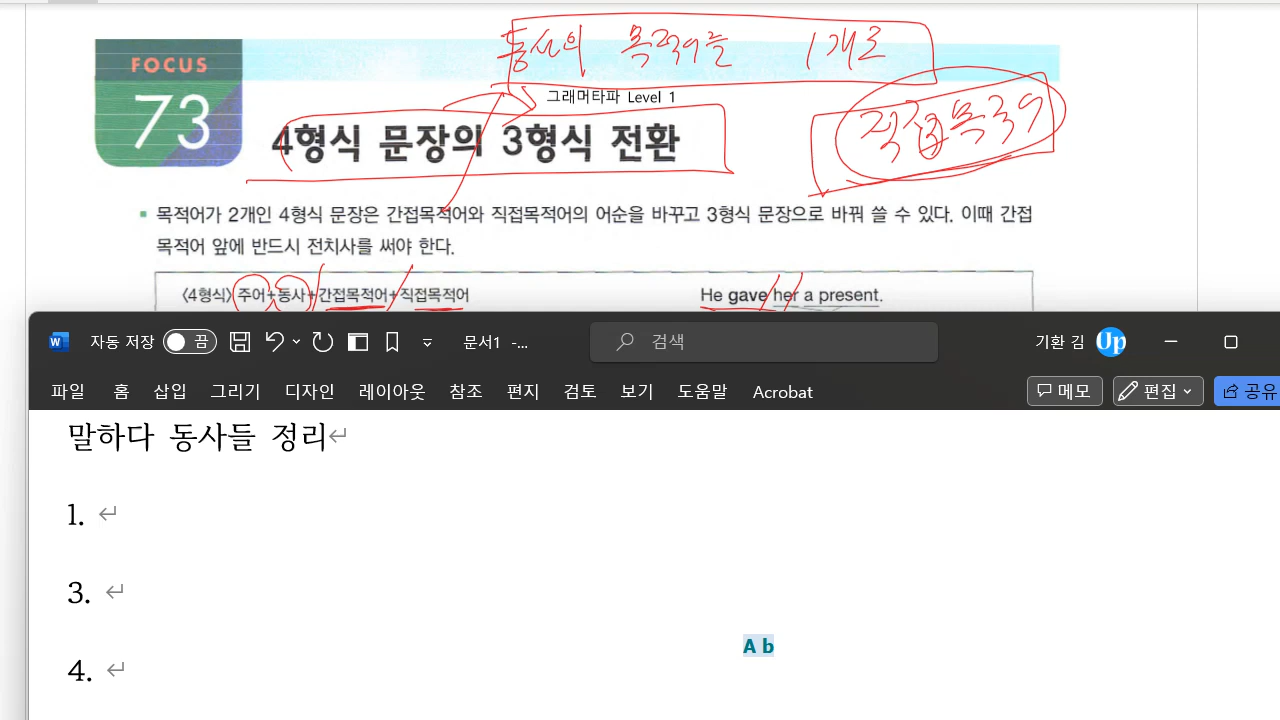 동사의 목적어를 1개로
FOCUS
73
그래머타파 Level 1
4형식 문장의 3형식 전환
직접목적어
목적어가 2개인 4형식 문장은 간접목적어와 직접목적어의 어순을 바꾸고 3형식 문장으로 바꿔 쓸 수 있다. 이때 간접
목적어 앞에 반드시 전치사를 써야 한다.
〈4형식〉 주어+동사+간접목적어+직접목적어 He gave her a present.
자동 저장 끔 문서1 -... 검색 기환 김 Up
파일 홈 삽입 그리기 디자인 레이아웃 참조 편지 검토 보기 도움말 Acrobat 메모 편집 공유
말하다 동사들 정리
1.
3.
A b
4.